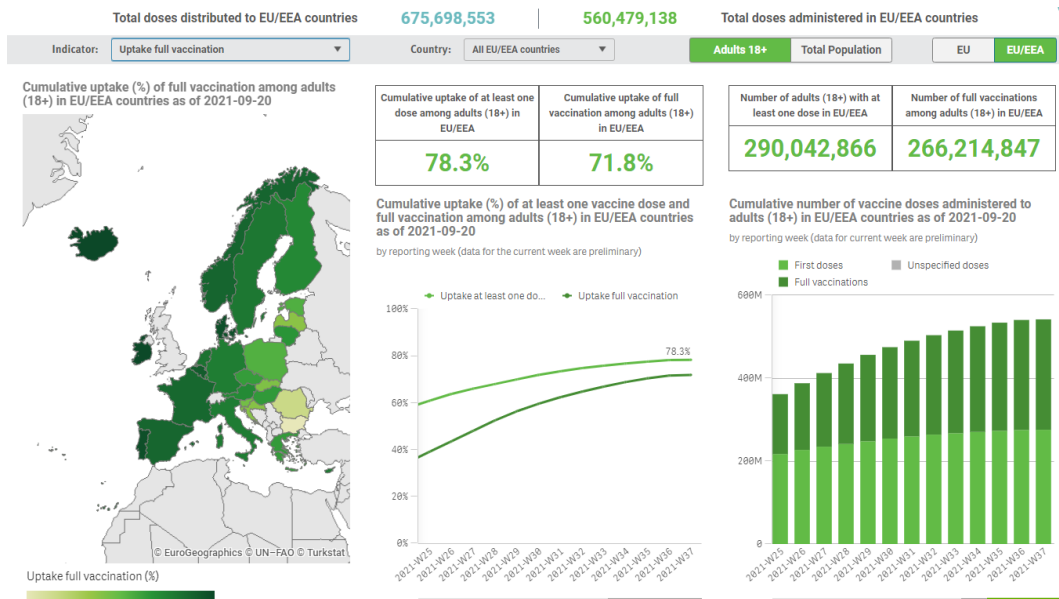 Total doses distributed to EU/EEA countries 675,698,553 560,479,138 Total doses administered in EU/EEA countries
Indicator: Uptake full vaccination Country: All EU/EEA countries Adults 18+ Total Population EU EU/EEA
Cumulative uptake (%) of full vaccination among adults
(18+) in EU/EEA countries as of 2021-09-20
© EuroGeographics © UN-FAO © Turkstat
Uptake full vaccination (%)
Cumulative uptake of at least one
dose among adults (18+) in
EU/EEA
78.3%
Cumulative uptake of full
vaccination among adults (18+)
in EU/EEA
71.8%
Cumulative uptake (%) of at least one vaccine dose and
full vaccination among adults (18+) in EU/EEA countries
as of 2021-09-20
by reporting week (data for the current week are preliminary)
Uptake at least one do... Uptake full vaccination
100%
80%
60%
40%
20%
0%
78.3%
2021-W25 2021-W26 2021-W27 2021-W28 2021-W29 2021-W30 2021-W31 2021-W32 2021-W33 2021-W34 2021-W35 2021-W36 2021-W37
Number of adults (18+) with at
least one dose in EU/EEA
290,042,866
Number of full vaccinations
among adults (18+) in EU/EEA
266,214,847
Cumulative number of vaccine doses administered to
adults (18+) in EU/EEA countries as of 2021-09-20
by reporting week (data for current week are preliminary)
First doses Unspecified doses
Full vaccinations
600M
400M
200M
0
2021-W25 2021-W26 2021-W27 2021-W28 2021-W29 2021-W30 2021-W31 2021-W32 2021-W33 2021-W34 2021-W35 2021-W36 2021-W37